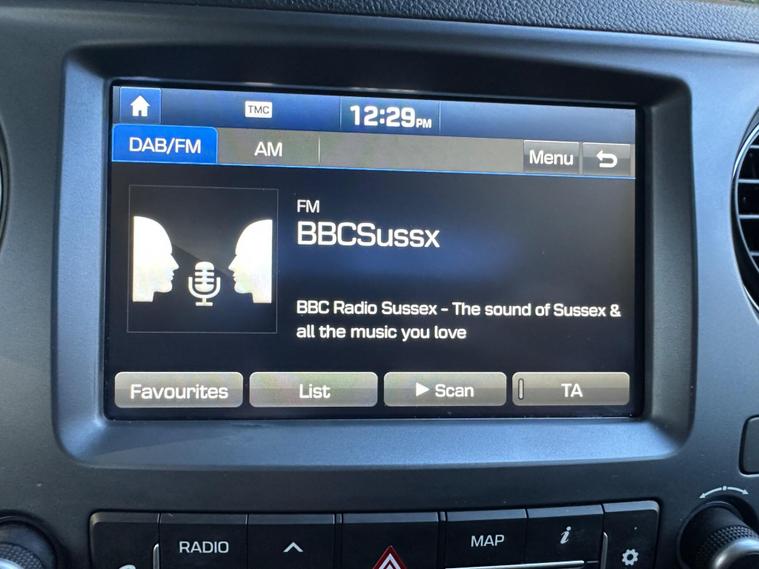 TMC
12:29PM
DAB/FM
AM
Menu
FM
BBCSussx
BBC Radio Sussex - The sound of Sussex &
all the music you love
Favourites
List
Scan
TA
RADIO
MAP
i